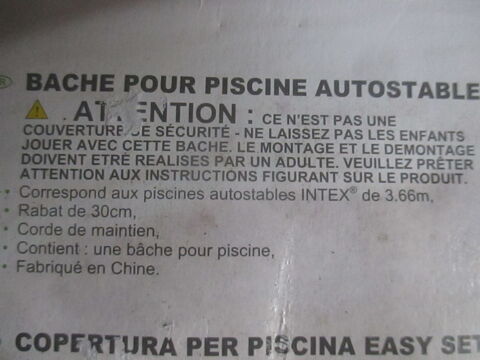 BACHE POUR PISCINE AUTOSTABLE
ATTENTION : CE N'EST PAS UNE
COUVERTURE DE SÉCURITÉ - NE LAISSEZ PAS LES ENFANTS
JOUER AVEC CETTE BACHE. LE MONTAGE ET LE DEMONTAGE
DOIVENT ETRÉ REALISES PAR UN ADULTE. VEUILLEZ PRÊTER
ATTENTION AUX INSTRUCTIONS FIGURANT SUR LE PRODUIT.
• Correspond aux piscines autostables INTEX® de 3.66m,
• Rabat de 30cm,
• Corde de maintien,
• Contient : une bâche pour piscine,
• Fabriqué en Chine.
• COPERTURA PER PISCINA EASY SET